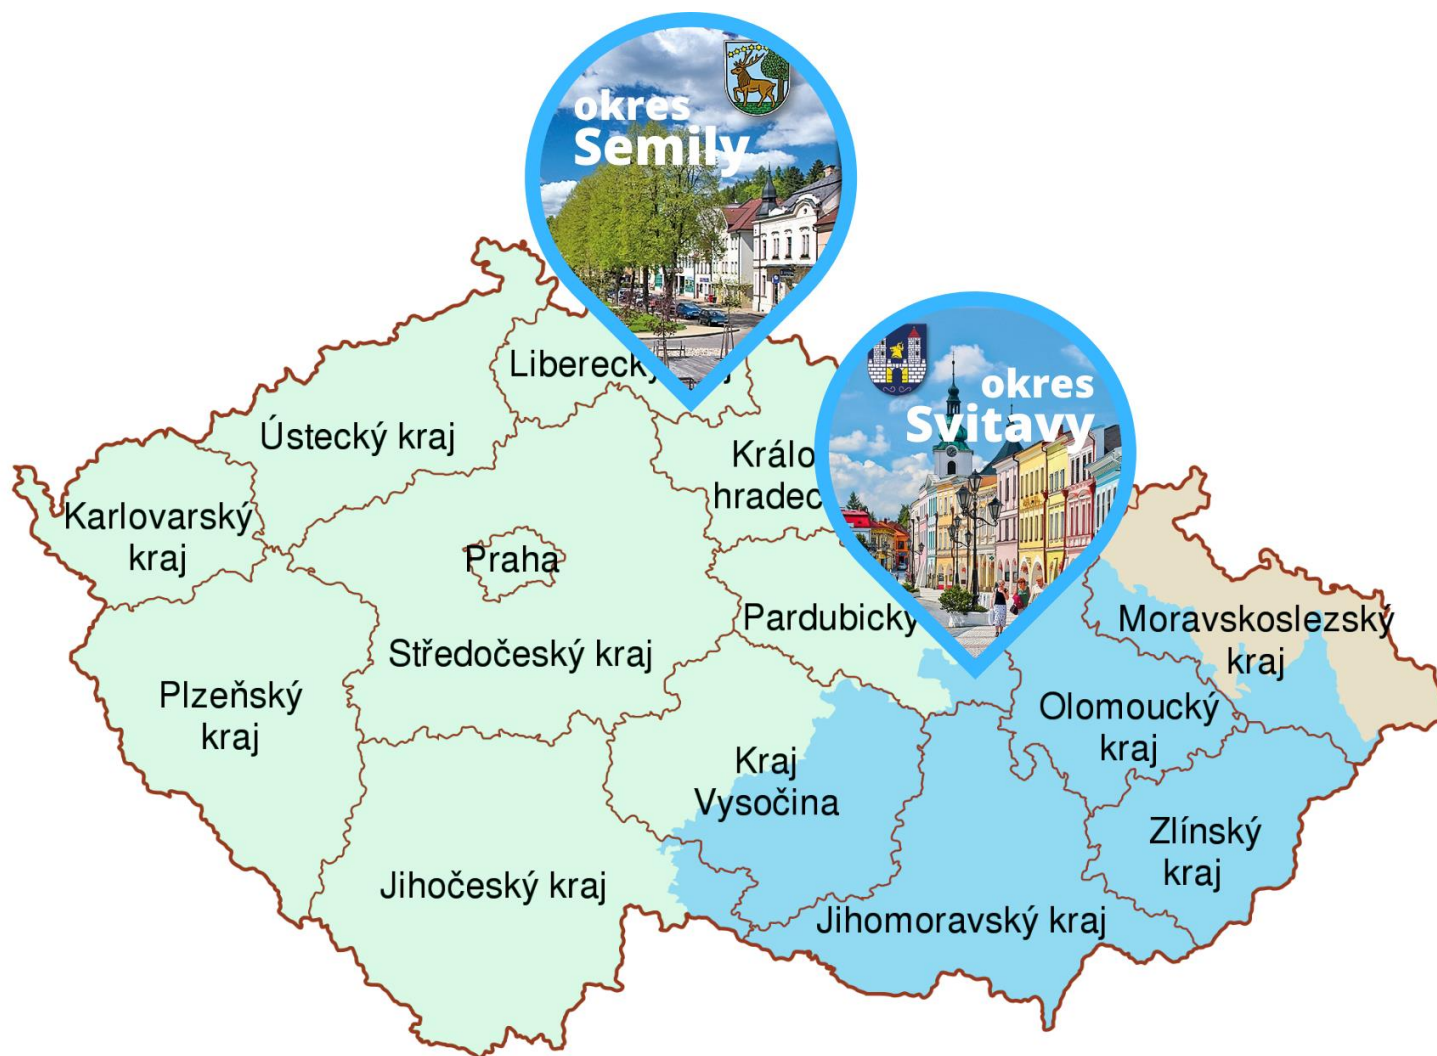 okres
Semily
Liberecký
okres
Svitavy
Ústecký kraj
Králo
hradec
Karlovarský
kraj
Praha
Pardubický
Moravskoslezský
kraj
Středočeský kraj
Plzeňský
kraj
Olomoucký
kraj
Kraj
Vysočina
Zlínský
kraj
Jihočeský kraj
Jihomoravský kraj